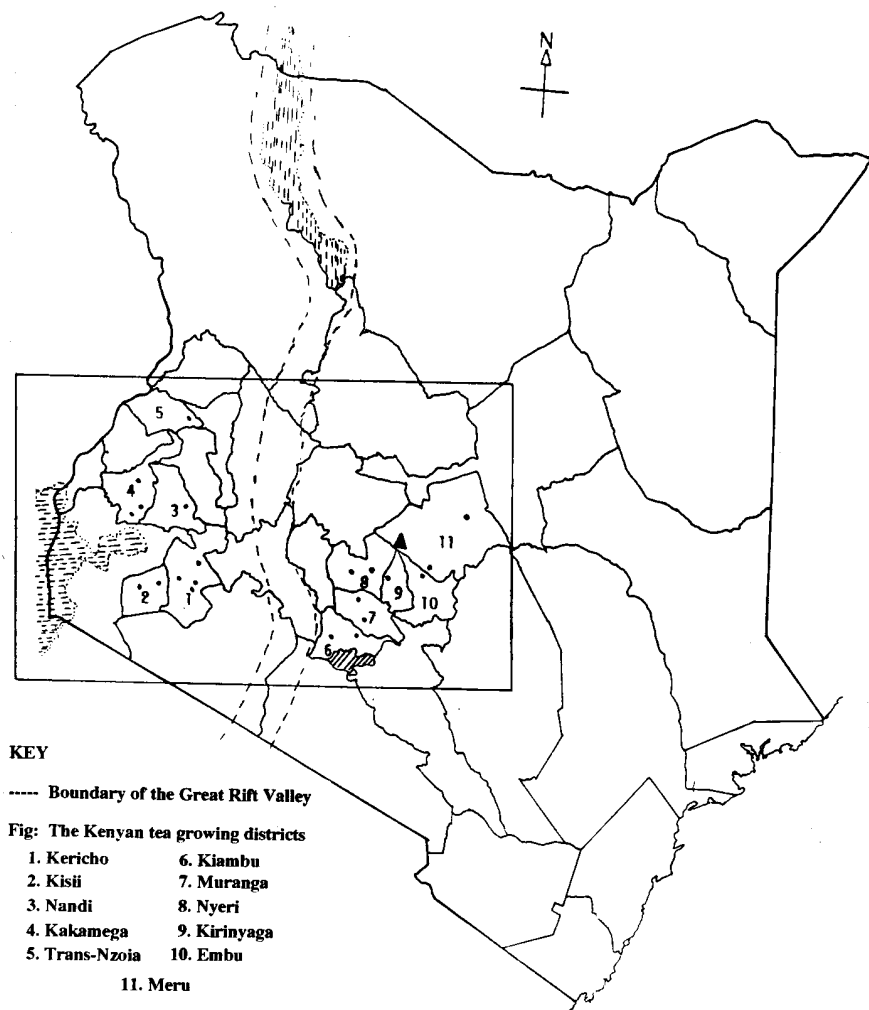 N
5
4
3
11
2
1
8
9
10
7
6
KEY
----- Boundary of the Great Rift Valley
Fig: The Kenyan tea growing districts
1. Kericho 6. Kiambu
2. Kisii 7. Muranga
3. Nandi 8. Nyeri
4. Kakamega 9. Kirinyaga
5. Trans-Nzoia 10. Embu
11. Meru